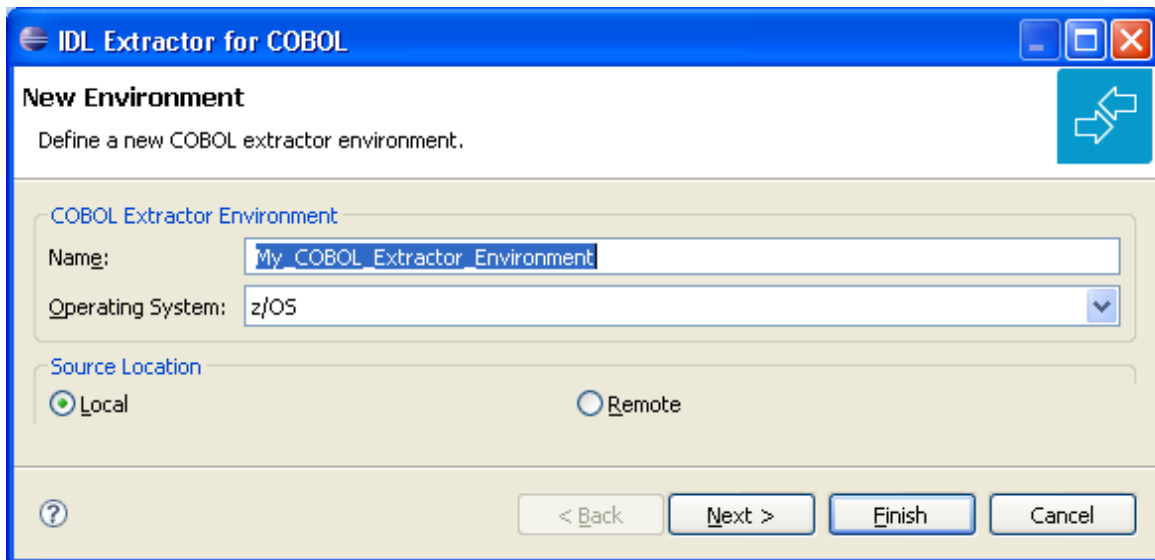 IDL Extractor for COBOL
New Environment
Define a new COBOL extractor environment.
COBOL Extractor Environment
Name: My_COBOL_Extractor_Environment
Operating System: z/OS
Source Location
Local Remote
? < Back Next > Finish Cancel